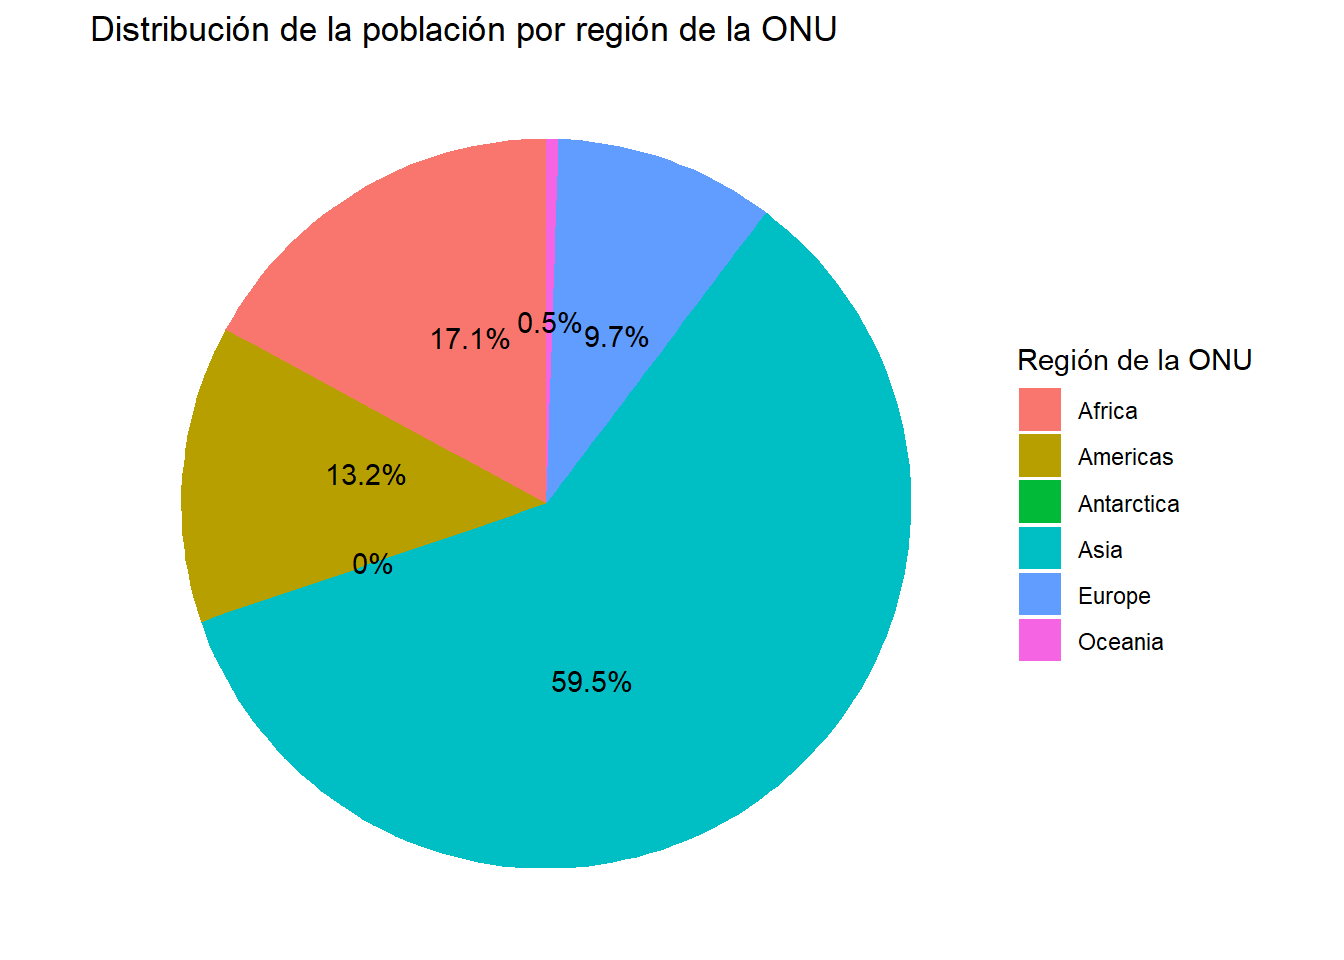 Distribución de la población por región de la ONU
0.5%
9.7%
17.1%
13.2%
0%
59.5%
Región de la ONU
Africa
Americas
Antarctica
Asia
Europe
Oceania